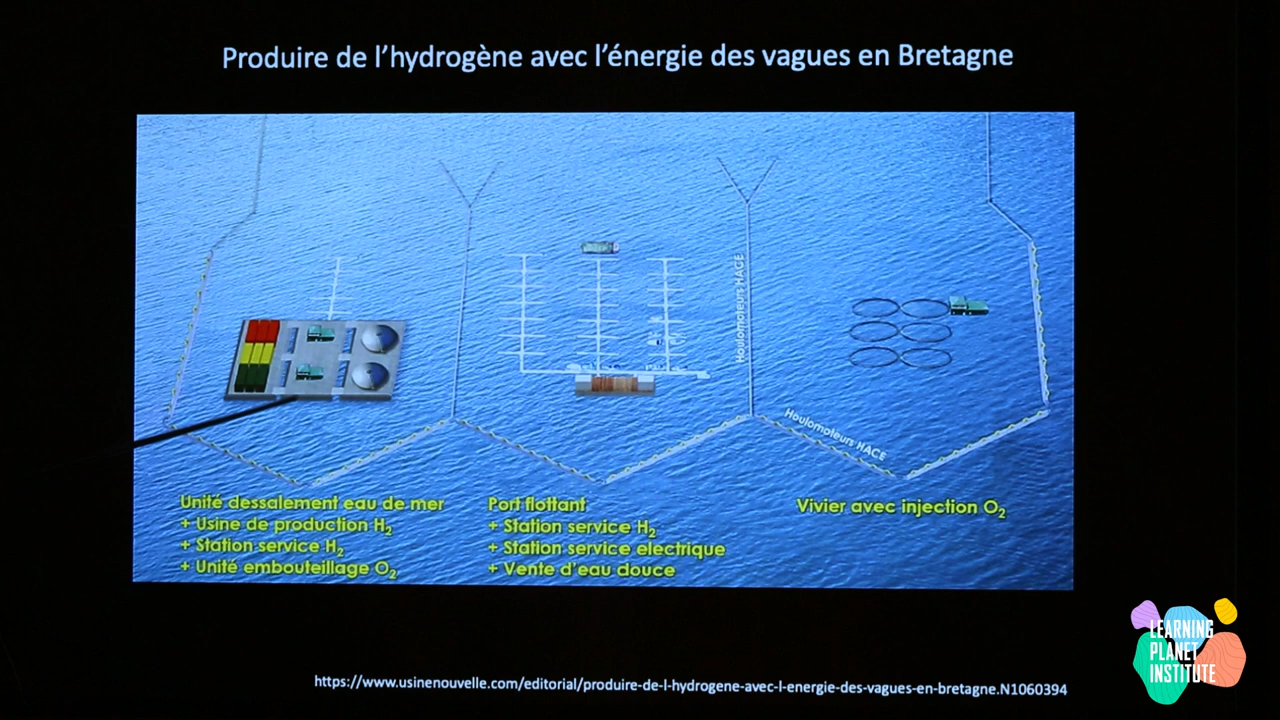 Produire de l'hydrogène avec l'énergie des vagues en Bretagne
Houlomoteurs HACE
Houlomoteurs HACE
Unité dessalement eau de mer
+ Usine de production H₂
+ Station service H₂
+ Unité embouteillage O₂
Port flottant
+ Station service H₂
+ Station service electrique
+ Vente d'eau douce
Vivier avec injection O₂
https://www.usinenouvelle.com/editorial/produire-de-l-hydrogene-avec-l-energie-des-vagues-en-bretagne.N1060394
LEARNING
PLANET
INSTITUTE